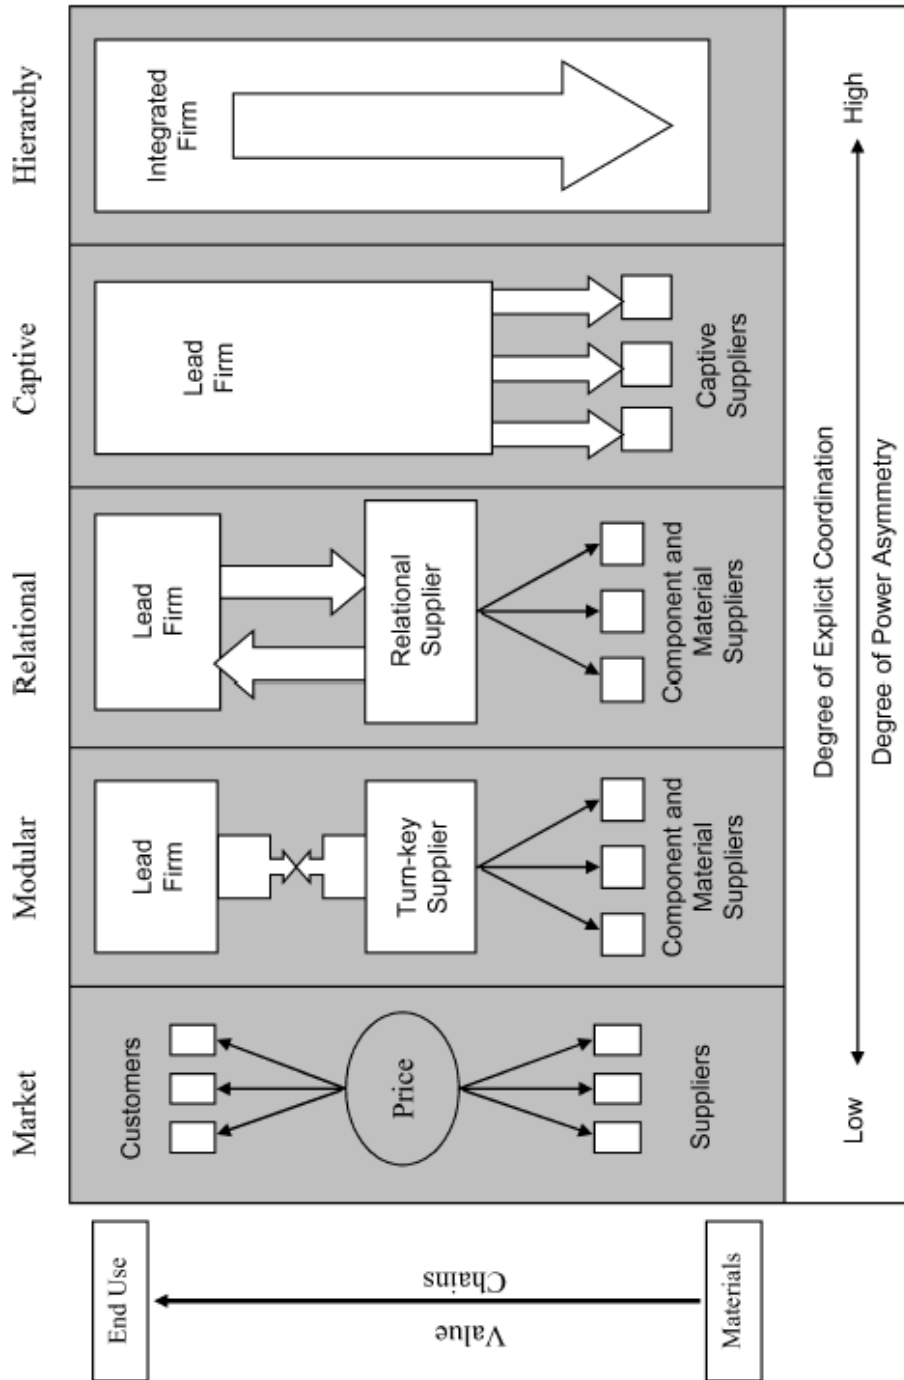 Market
Modular
Relational
Captive
Hierarchy
End Use
Value
Chains
Materials
Customers
Price
Suppliers
Lead
Firm
Turn-key
Supplier
Component and
Material
Suppliers
Lead
Firm
Relational
Supplier
Component and
Material
Suppliers
Lead
Firm
Captive
Suppliers
Integrated
Firm
Low
Degree of Explicit Coordination
Degree of Power Asymmetry
High